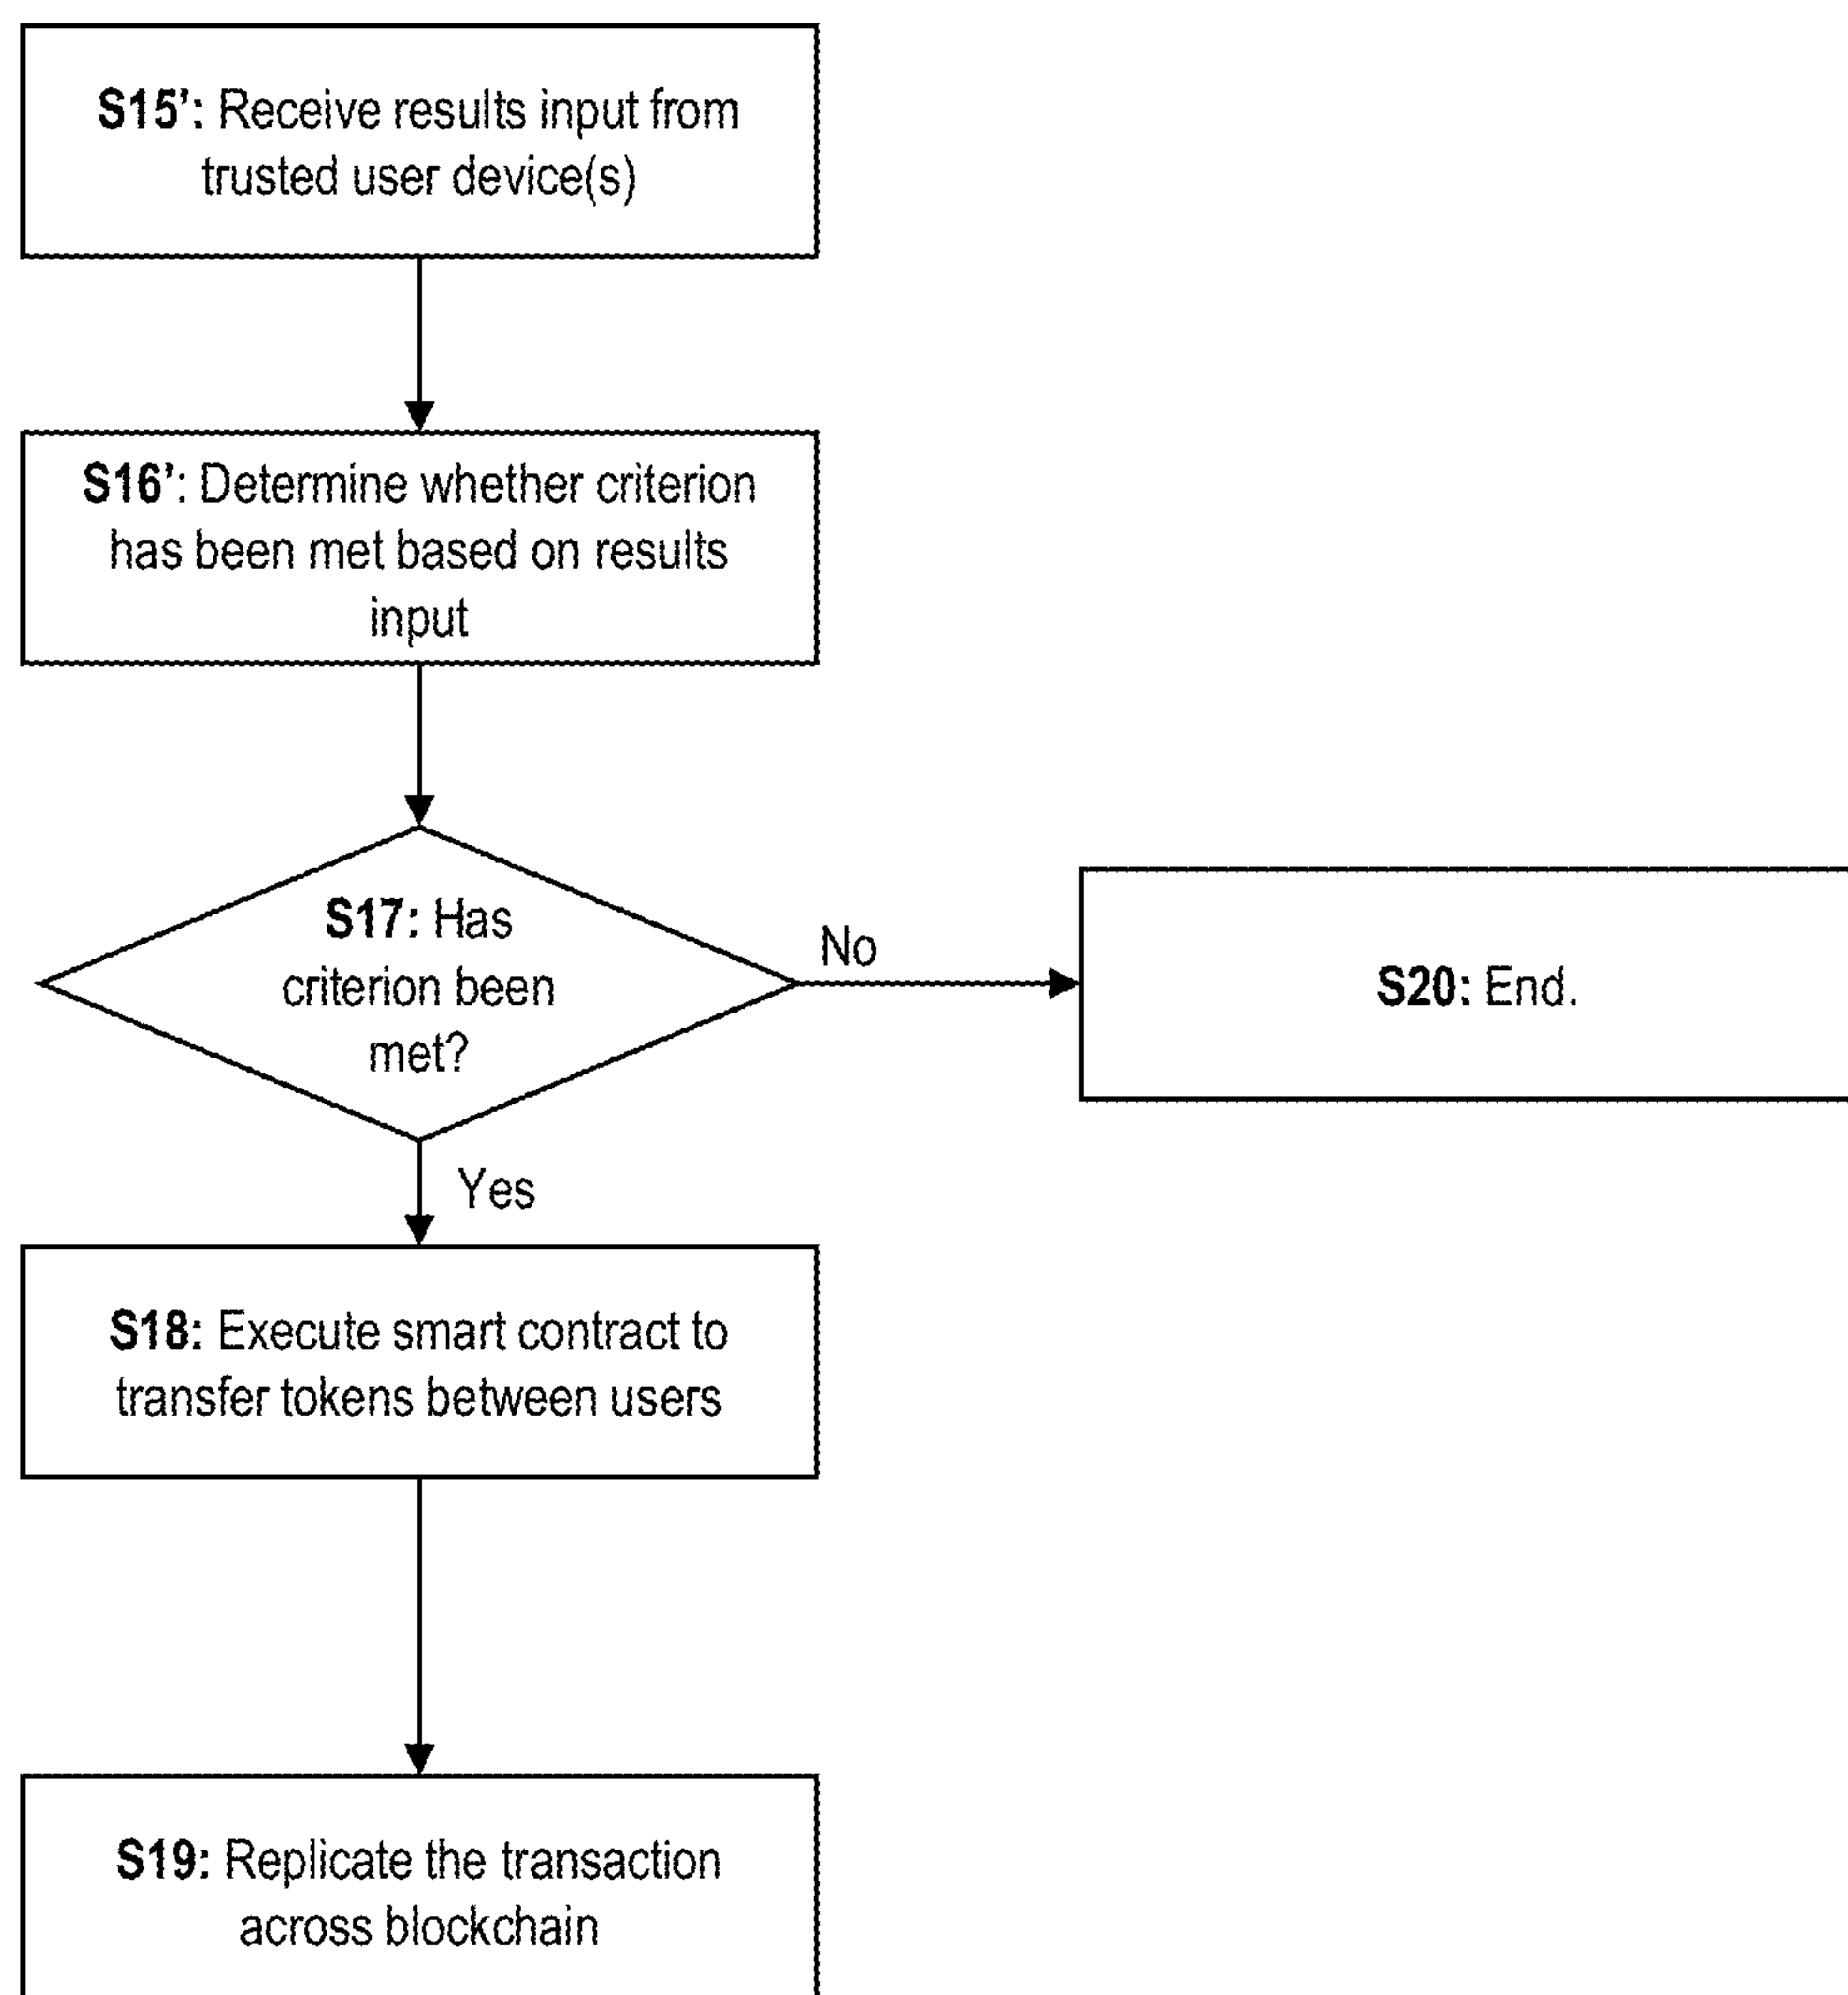 S15’: Receive results input from
trusted user device(s)
S16’: Determine whether criterion
has been met based on results
input
S17: Has
criterion been
met?
No
S20: End.
Yes
S18: Execute smart contract to
transfer tokens between users
S19: Replicate the transaction
across blockchain